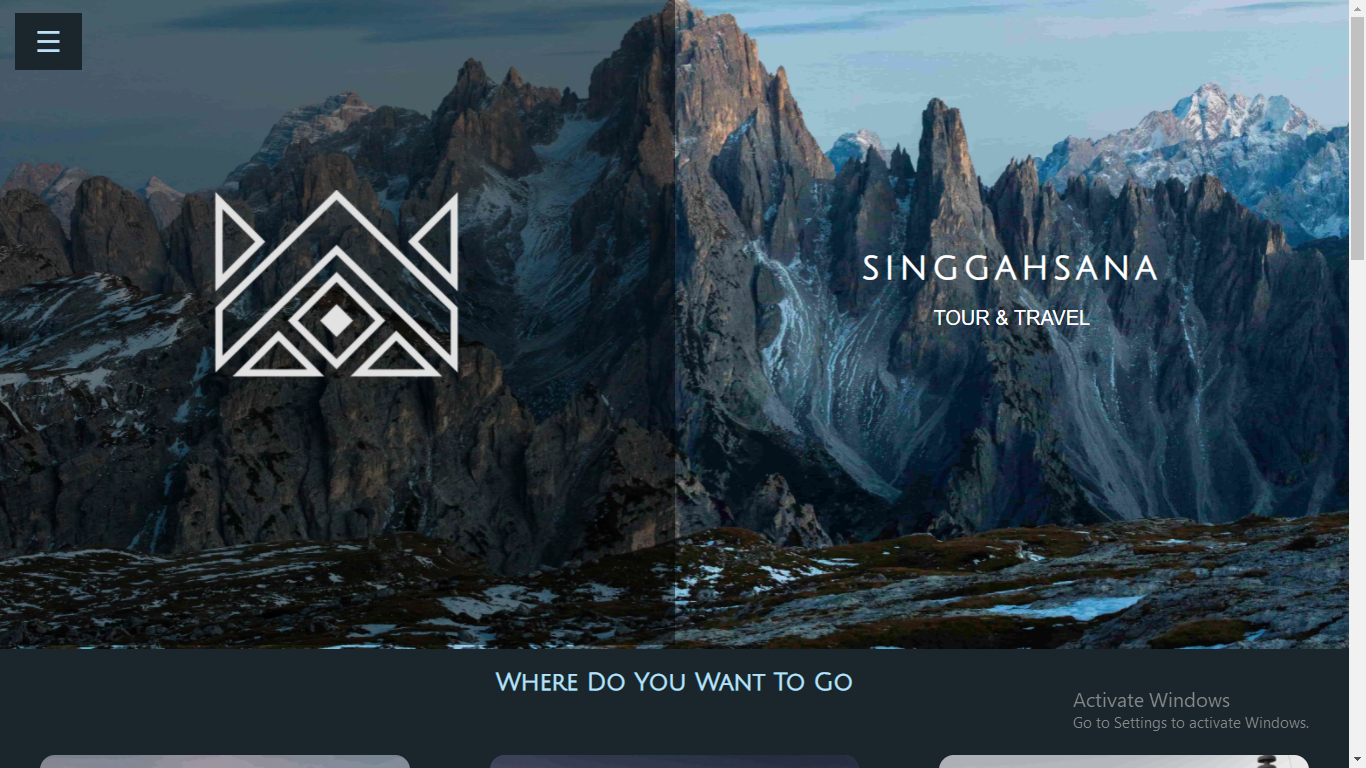 ☰
SINGGAHSANA
TOUR & TRAVEL
Where Do You Want To Go
Activate Windows
Go to Settings to activate Windows.